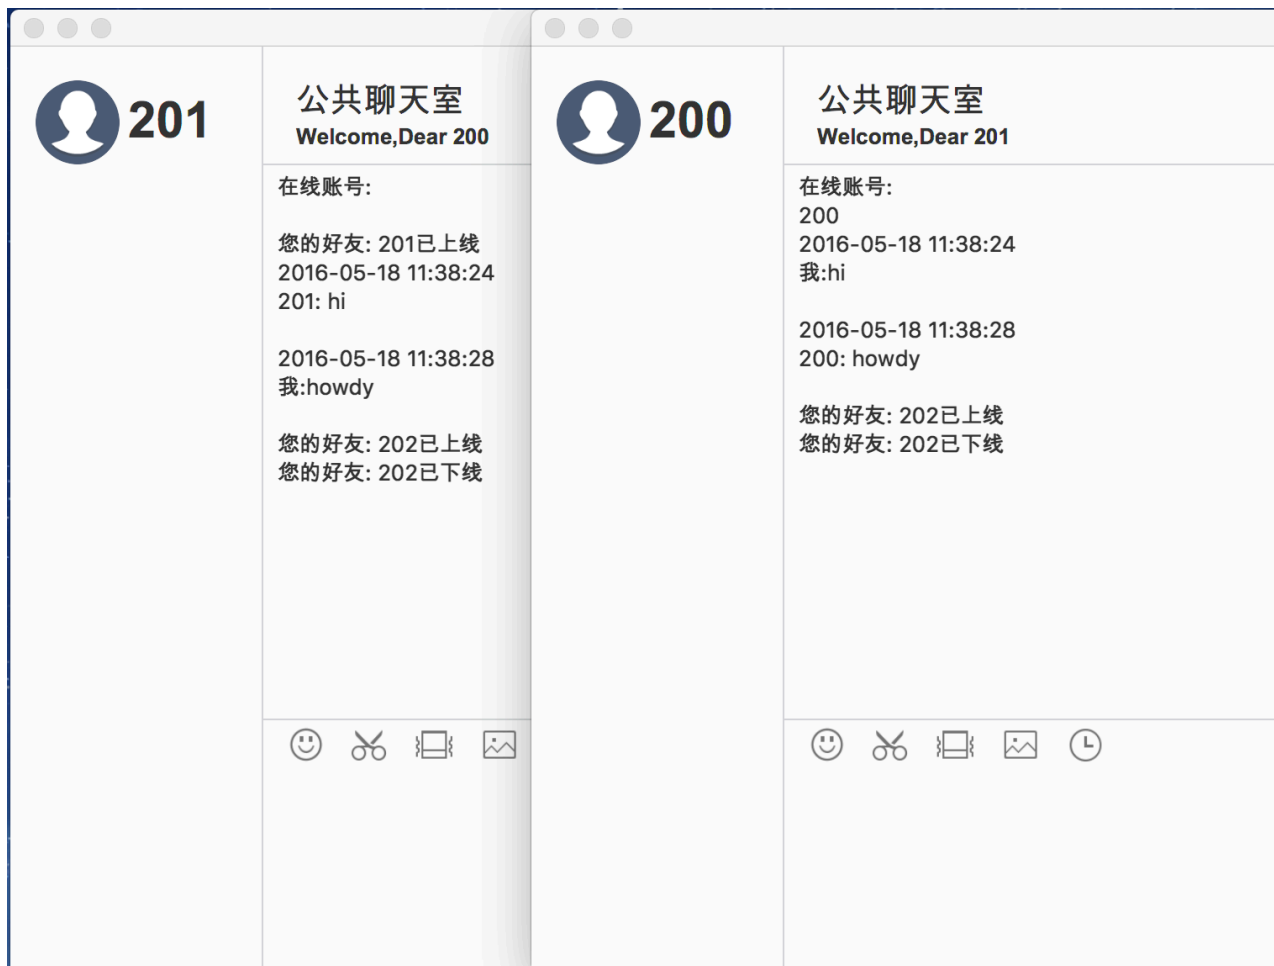 201
公共聊天室
Welcome,Dear 200
在线账号:
您的好友: 201已上线
2016-05-18 11:38:24
201: hi
2016-05-18 11:38:28
我:howdy
您的好友: 202已上线
您的好友: 202已下线
200
公共聊天室
Welcome,Dear 201
在线账号:
200
2016-05-18 11:38:24
我:hi
2016-05-18 11:38:28
200: howdy
您的好友: 202已上线
您的好友: 202已下线